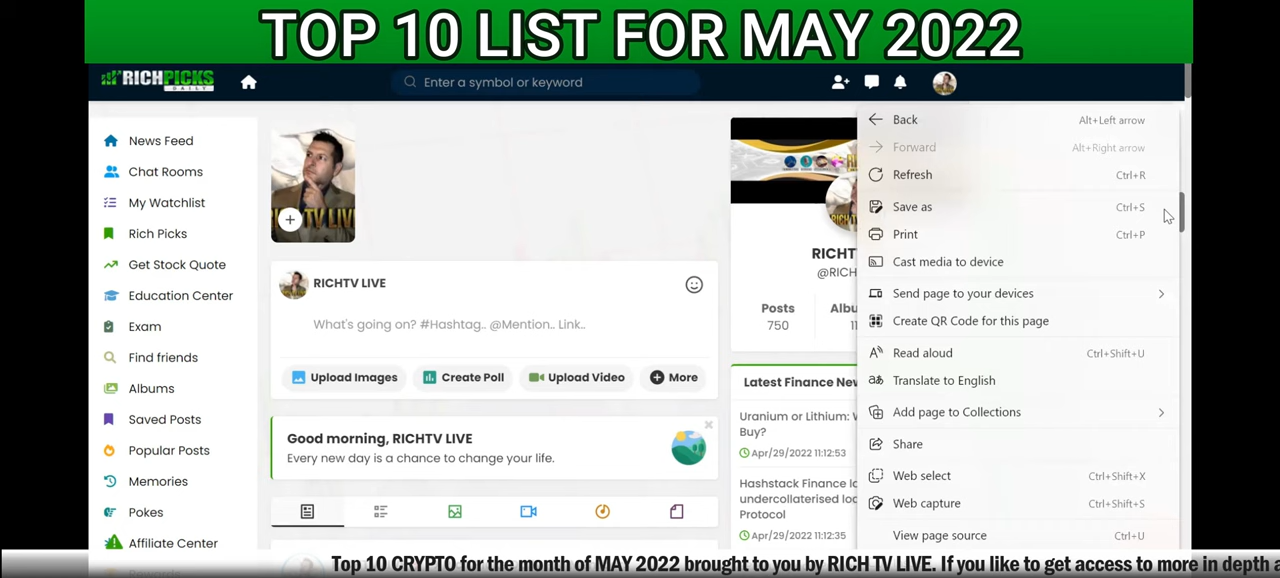 TOP 10 LIST FOR MAY 2022
RICHPICKS
DAILY
Enter a symbol or keyword
News Feed
Chat Rooms
My Watchlist
Rich Picks
Get Stock Quote
Education Center
Exam
Find friends
Albums
Saved Posts
Popular Posts
Memories
Pokes
Affiliate Center
TV LIVE
RICHTV LIVE
What's going on? #Hashtag.. @Mention.. Link..
Upload Images
Create Poll
Upload Video
More
Good morning, RICHTV LIVE
Every new day is a chance to change your life.
RICHT
@RICH
Posts
750
Albu
11
Latest Finance New
Uranium or Lithium: W
Buy?
Apr/29/2022 11:12:53
Hashstack Finance la
undercollaterised loa
Protocol
Apr/29/2022 11:12:35
Back Alt+Left arrow
Forward Alt+Right arrow
Refresh Ctrl+R
Save as Ctrl+S
Print Ctrl+P
Cast media to device
Send page to your devices
Create QR Code for this page
Read aloud Ctrl+Shift+U
Translate to English
Add page to Collections
Share
Web select Ctrl+Shift+X
Web capture Ctrl+Shift+S
View page source Ctrl+U
Top 10 CRYPTO for the month of MAY 2022 brought to you by RICH TV LIVE. If you like to get access to more in depth a